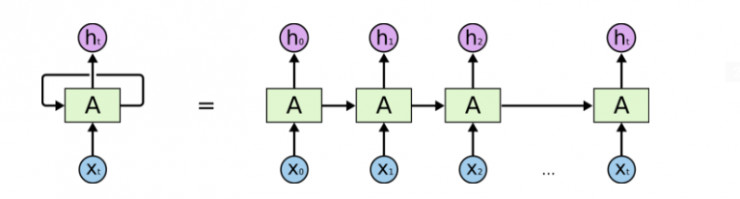 hₜ h₀ h₁ h₂ hₜ
A = A A A A
xₜ x₀ x₁ x₂ ... xₜ